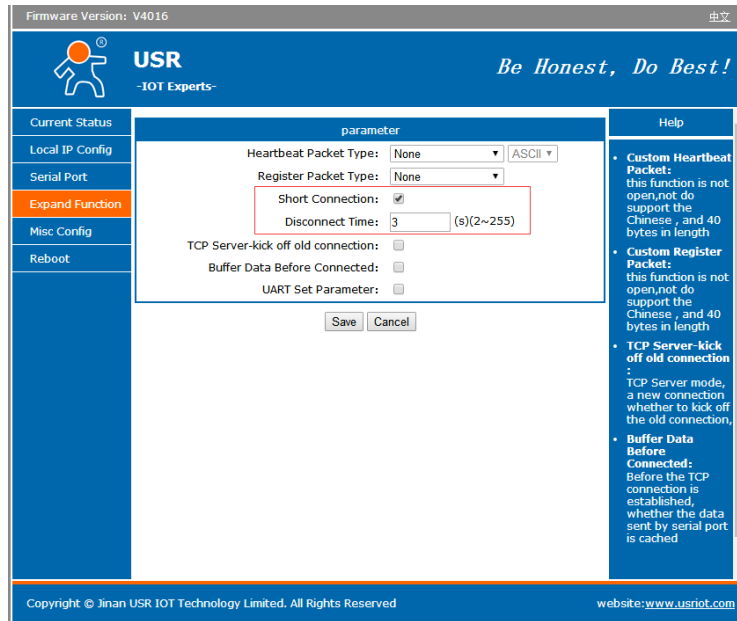 Firmware Version: V4016
中文
®
USR
-IOT Experts-
Be Honest, Do Best!
Current Status
Local IP Config
Serial Port
Expand Function
Misc Config
Reboot
parameter
Heartbeat Packet Type: None ASCII
Register Packet Type: None
Short Connection:
Disconnect Time: 3 (s)(2~255)
TCP Server-kick off old connection:
Buffer Data Before Connected:
UART Set Parameter:
Save Cancel
Help
• Custom Heartbeat
Packet:
this function is not
open,not do
support the
Chinese , and 40
bytes in length
• Custom Register
Packet:
this function is not
open,not do
support the
Chinese , and 40
bytes in length
• TCP Server-kick
off old connection
:
TCP Server mode,
a new connection
whether to kick off
the old connection,
• Buffer Data
Before
Connected:
Before the TCP
connection is
established,
whether the data
sent by serial port
is cached
Copyright © Jinan USR IOT Technology Limited. All Rights Reserved
website:www.usriot.com